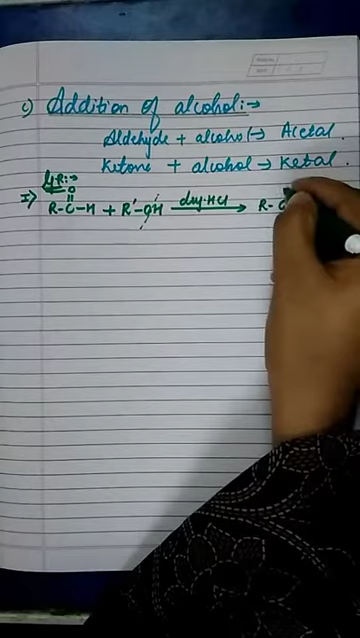 c) Addition of alcohol :→
Aldehyde + alcohol → Acetal.
Ketone + alcohol → Ketal.
O
I) R-C-H + R'-OH dry·HCl → R-C